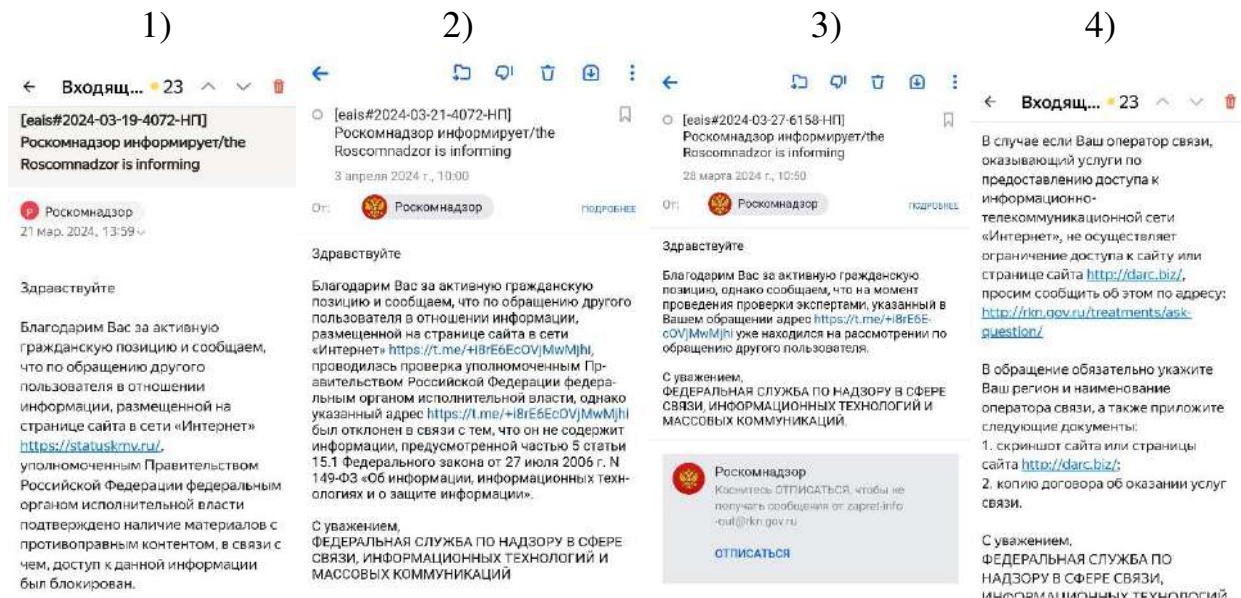 1)
2)
3)
4)
Входящ... 23
[eais#2024-03-19-4072-НП]
Роскомнадзор информирует/the
Roscomnadzor is informing
Р Роскомнадзор
21 мар. 2024, 13:59
Здравствуйте
Благодарим Вас за активную
гражданскую позицию и сообщаем,
что по обращению другого
пользователя в отношении
информации, размещенной на
странице сайта в сети «Интернет»
https://statuskmv.ru/,
уполномоченным Правительством
Российской Федерации федеральным
органом исполнительной власти
подтверждено наличие материалов с
противоправным контентом, в связи с
чем, доступ к данной информации
был блокирован.
[eais#2024-03-21-4072-НП]
Роскомнадзор информирует/the
Roscomnadzor is informing
3 апреля 2024 г., 10:00
От: Роскомнадзор ПОДРОБНЕЕ
Здравствуйте
Благодарим Вас за активную гражданскую
позицию и сообщаем, что по обращению другого
пользователя в отношении информации,
размещенной на странице сайта в сети
«Интернет» https://t.me/+i8rE6EcOVjMwMjhi,
проводилась проверка уполномоченным Пр-
авительством Российской Федерации федера-
льным органом исполнительной власти, однако
указанный адрес https://t.me/+i8rE6EcOVjMwMjhi
был отклонен в связи с тем, что он не содержит
информации, предусмотренной частью 5 статьи
15.1 Федерального закона от 27 июля 2006 г. N
149-ФЗ «Об информации, информационных техн-
ологиях и о защите информации».
С уважением,
ФЕДЕРАЛЬНАЯ СЛУЖБА ПО НАДЗОРУ В СФЕРЕ
СВЯЗИ, ИНФОРМАЦИОННЫХ ТЕХНОЛОГИЙ И
МАССОВЫХ КОММУНИКАЦИЙ
[eais#2024-03-27-6158-НП]
Роскомнадзор информирует/the
Roscomnadzor is informing
28 марта 2024 г., 10:50
От: Роскомнадзор ПОДРОБНЕЕ
Здравствуйте
Благодарим Вас за активную гражданскую
позицию, однако сообщаем, что на момент
проведения проверки экспертами, указанный в
Вашем обращении адрес https://t.me/+i8rE6E-
cOVjMwMjhi уже находился на рассмотрении по
обращению другого пользователя.
С уважением,
ФЕДЕРАЛЬНАЯ СЛУЖБА ПО НАДЗОРУ В СФЕРЕ
СВЯЗИ, ИНФОРМАЦИОННЫХ ТЕХНОЛОГИЙ И
МАССОВЫХ КОММУНИКАЦИЙ.
Роскомнадзор
Коснитесь ОТПИСАТЬСЯ, чтобы не
получать сообщения от zapret-info
-out@rkn.gov.ru
ОТПИСАТЬСЯ
Входящ... 23
В случае если Ваш оператор связи,
оказывающий услуги по
предоставлению доступа к
информационно-
телекоммуникационной сети
«Интернет», не осуществляет
ограничение доступа к сайту или
странице сайта http://darc.biz/,
просим сообщить об этом по адресу:
http://rkn.gov.ru/treatments/ask-
question/
В обращение обязательно укажите
Ваш регион и наименование
оператора связи, а также приложите
следующие документы:
1. скриншот сайта или страницы
сайта http://darc.biz/;
2. копию договора об оказании услуг
связи.
С уважением,
ФЕДЕРАЛЬНАЯ СЛУЖБА ПО
НАДЗОРУ В СФЕРЕ СВЯЗИ,
ИНФОРМАЦИОННЫХ ТЕХНОЛОГИЙ